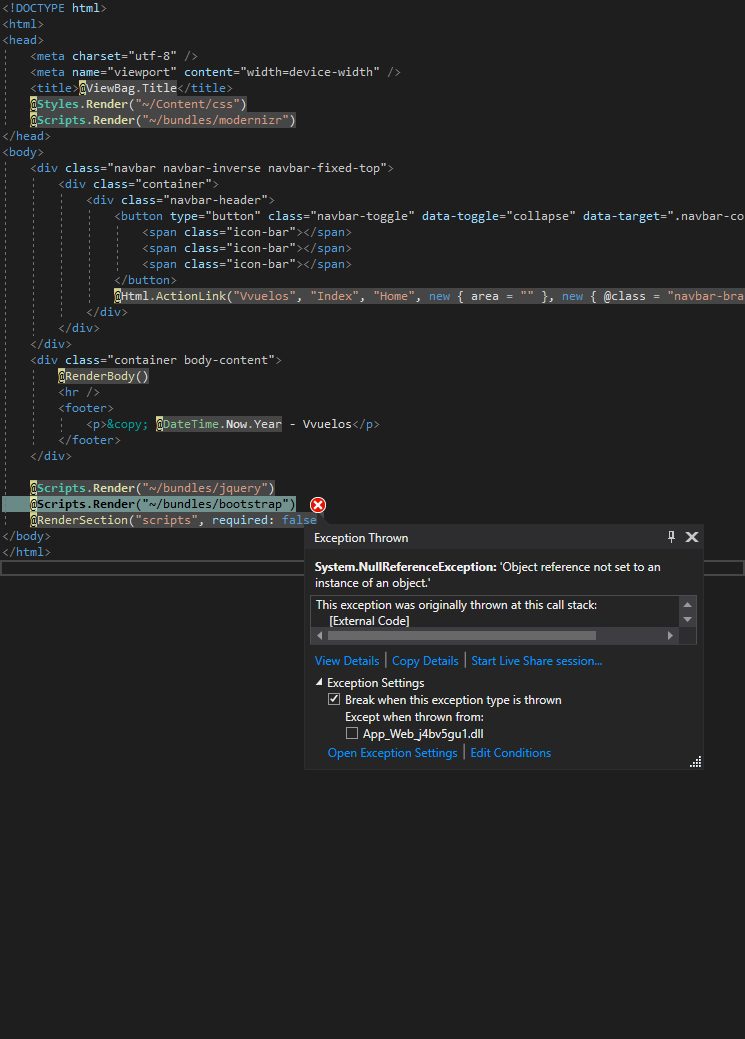 <!DOCTYPE html>
<html>
<head>
    <meta charset="utf-8" />
    <meta name="viewport" content="width=device-width" />
    <title>@ViewBag.Title</title>
    @Styles.Render("~/Content/css")
    @Scripts.Render("~/bundles/modernizr")
</head>
<body>
    <div class="navbar navbar-inverse navbar-fixed-top">
        <div class="container">
            <div class="navbar-header">
                <button type="button" class="navbar-toggle" data-toggle="collapse" data-target=".navbar-co
                    <span class="icon-bar"></span>
                    <span class="icon-bar"></span>
                    <span class="icon-bar"></span>
                </button>
                @Html.ActionLink("Vvuelos", "Index", "Home", new { area = "" }, new { @class = "navbar-bra
            </div>
        </div>
    </div>
    <div class="container body-content">
        @RenderBody()
        <hr />
        <footer>
            <p>&copy; @DateTime.Now.Year - Vvuelos</p>
        </footer>
    </div>
    @Scripts.Render("~/bundles/jquery")
    @Scripts.Render("~/bundles/bootstrap")
    @RenderSection("scripts", required: false
</body>
</html>
Exception Thrown
System.NullReferenceException: 'Object reference not set to an
instance of an object.'
This exception was originally thrown at this call stack:
[External Code]
View Details | Copy Details | Start Live Share session...
Exception Settings
Break when this exception type is thrown
Except when thrown from:
App_Web_j4bv5gu1.dll
Open Exception Settings | Edit Conditions